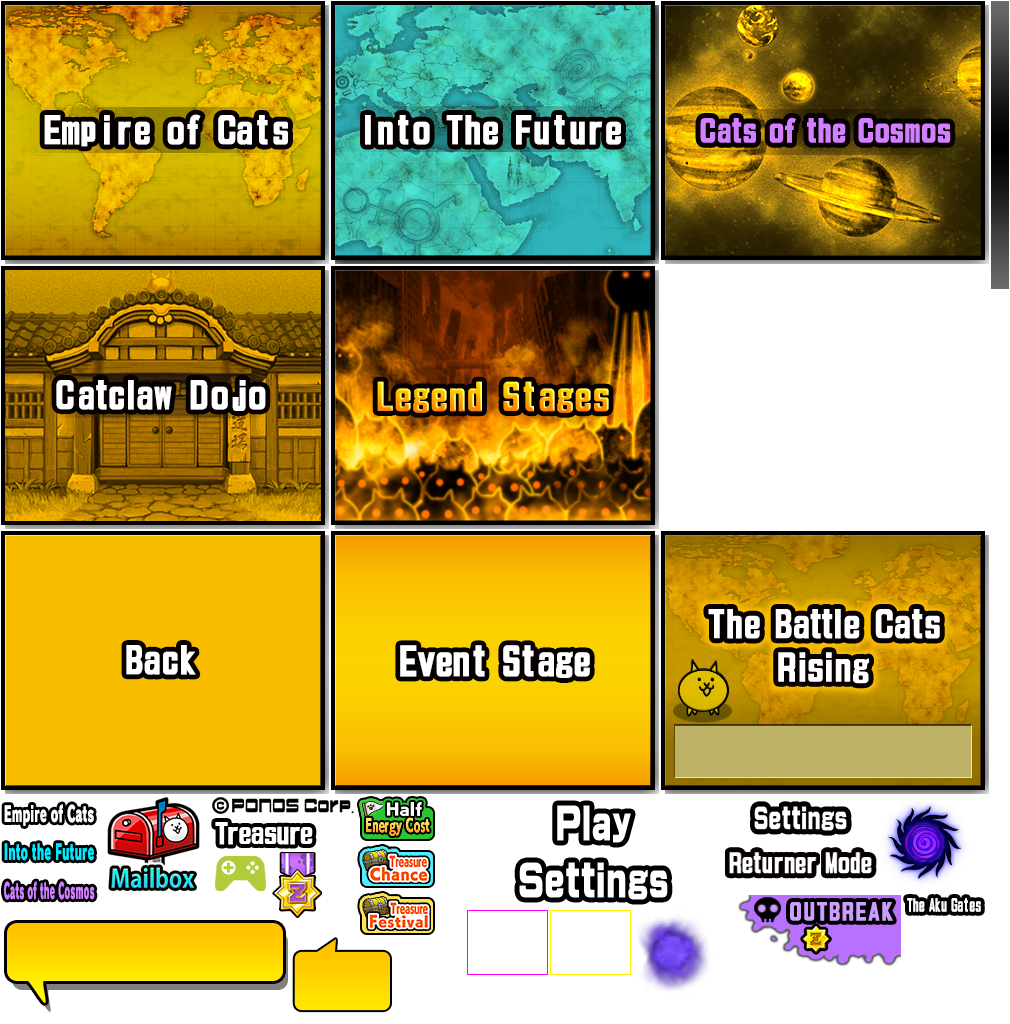 Empire of Cats
Into The Future
Cats of the Cosmos
Catclaw Dojo
Legend Stages
Back
Event Stage
The Battle Cats
Rising
Empire of Cats
Into the Future
Cats of the Cosmos
Mailbox
© PONOS Corp.
Treasure
Z
Half
Energy Cost
Treasure
Chance
Treasure
Festival
Play
Settings
Settings
Returner Mode
OUTBREAK
Z
The Aku Gates